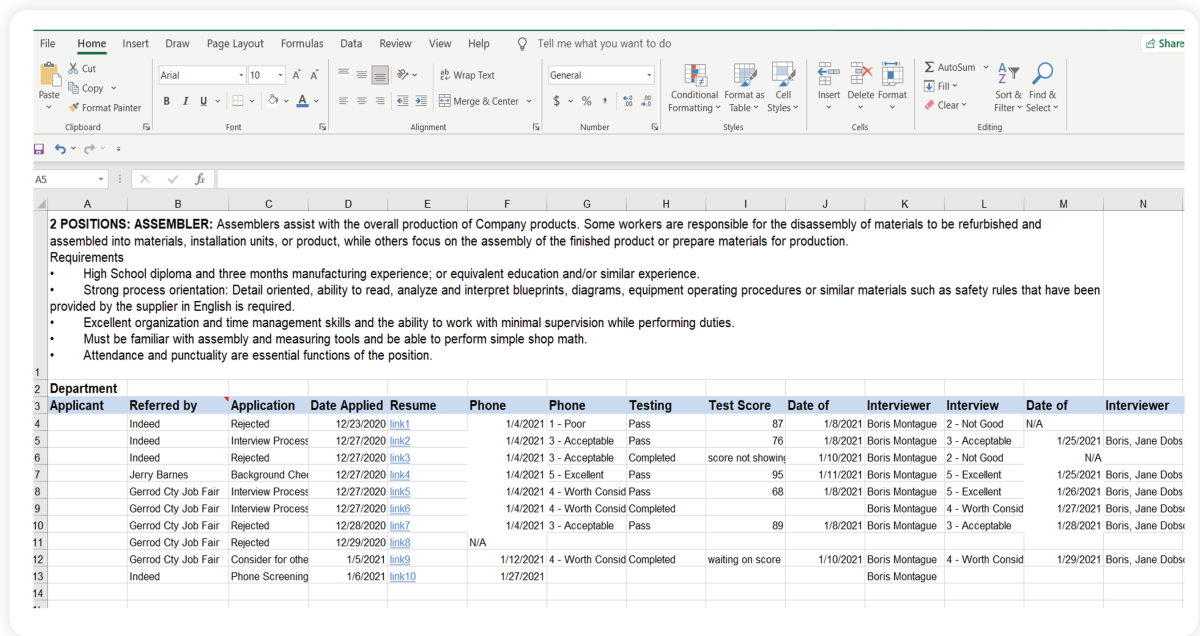 File Home Insert Draw Page Layout Formulas Data Review View Help Tell me what you want to do Share
Cut
Copy
Format Painter
Paste
Clipboard
Arial 10 A A
B I U A
Font
Wrap Text
Merge & Center
Alignment
General
$ % ,
Number
Conditional Formatting
Format as Table
Cell Styles
Styles
Insert Delete Format
Cells
AutoSum
Fill
Clear
Sort & Filter
Find & Select
Editing
A5 fx
A B C D E F G H I J K L M N
2 POSITIONS: ASSEMBLER: Assemblers assist with the overall production of Company products. Some workers are responsible for the disassembly of materials to be refurbished and
assembled into materials, installation units, or product, while others focus on the assembly of the finished product or prepare materials for production.
Requirements
• High School diploma and three months manufacturing experience; or equivalent education and/or similar experience.
• Strong process orientation: Detail oriented, ability to read, analyze and interpret blueprints, diagrams, equipment operating procedures or similar materials such as safety rules that have been
provided by the supplier in English is required.
• Excellent organization and time management skills and the ability to work with minimal supervision while performing duties.
• Must be familiar with assembly and measuring tools and be able to perform simple shop math.
• Attendance and punctuality are essential functions of the position.
1
2 Department
3 Applicant Referred by Application Date Applied Resume Phone Phone Testing Test Score Date of Interviewer Interview Date of Interviewer
4 Indeed Rejected 12/23/2020 link1 1/4/2021 1 - Poor Pass 87 1/8/2021 Boris Montague 2 - Not Good N/A
5 Indeed Interview Process 12/27/2020 link2 1/4/2021 3 - Acceptable Pass 76 1/8/2021 Boris Montague 3 - Acceptable 1/25/2021 Boris, Jane Dobs
6 Indeed Rejected 12/27/2020 link3 1/4/2021 3 - Acceptable Completed score not showing 1/10/2021 Boris Montague 2 - Not Good N/A
7 Jerry Barnes Background Chec 12/27/2020 link4 1/4/2021 5 - Excellent Pass 95 1/11/2021 Boris Montague 5 - Excellent 1/25/2021 Boris, Jane Dobs
8 Gerrod Cty Job Fair Interview Process 12/27/2020 link5 1/4/2021 4 - Worth Consid Pass 68 1/8/2021 Boris Montague 5 - Excellent 1/26/2021 Boris, Jane Dobs
9 Gerrod Cty Job Fair Interview Process 12/27/2020 link6 1/4/2021 4 - Worth Consid Completed Boris Montague 4 - Worth Consid 1/27/2021 Boris, Jane Dobso
10 Gerrod Cty Job Fair Rejected 12/28/2020 link7 1/4/2021 3 - Acceptable Pass 89 1/8/2021 Boris Montague 3 - Acceptable 1/28/2021 Boris, Jane Dobso
11 Gerrod Cty Job Fair Rejected 12/29/2020 link8 N/A
12 Gerrod Cty Job Fair Consider for othe 1/5/2021 link9 1/12/2021 4 - Worth Consid Completed waiting on score 1/10/2021 Boris Montague 4 - Worth Consid 1/29/2021 Boris, Jane Dobso
13 Indeed Phone Screening 1/6/2021 link10 1/27/2021 Boris Montague
14